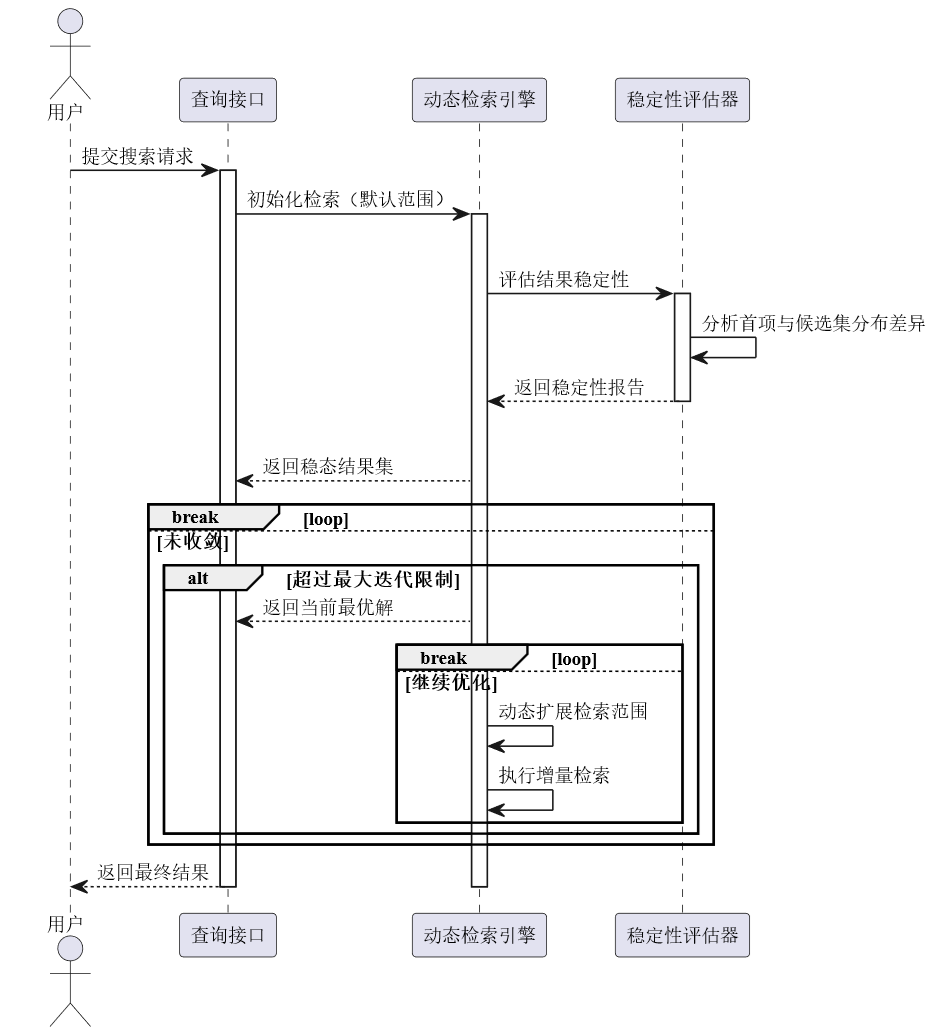 用户
查询接口
动态检索引擎
稳定性评估器
提交搜索请求
初始化检索（默认范围）
评估结果稳定性
分析首项与候选集分布差异
返回稳定性报告
返回稳态结果集
break [loop]
[未收敛]
alt [超过最大迭代限制]
返回当前最优解
break [loop]
[继续优化]
动态扩展检索范围
执行增量检索
返回最终结果
用户
查询接口
动态检索引擎
稳定性评估器